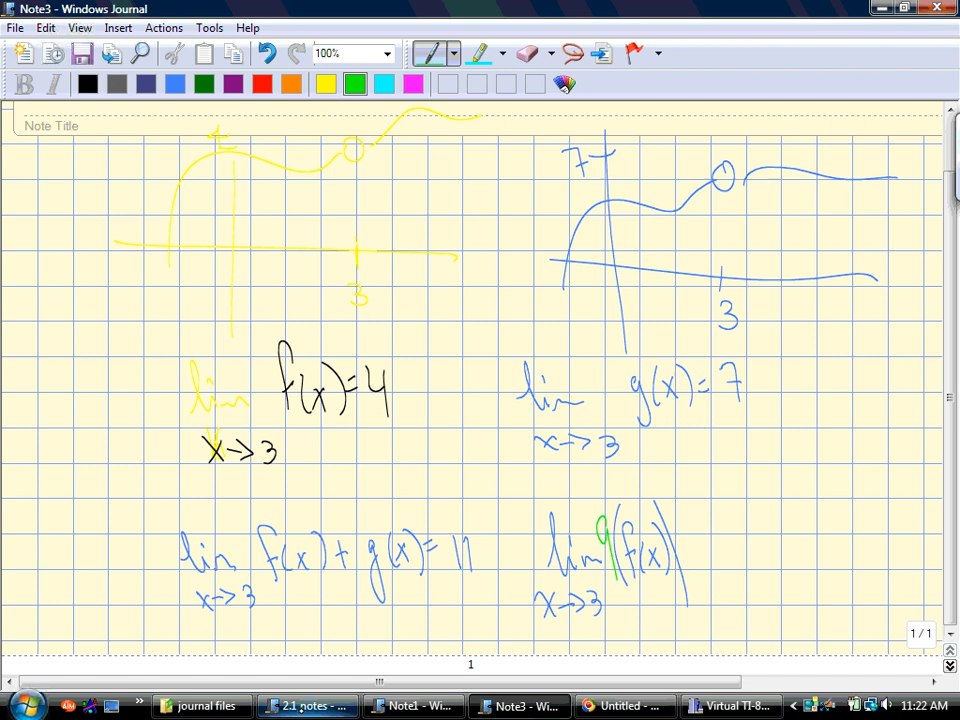 Note3 - Windows Journal
File Edit View Insert Actions Tools Help
100%
B I
Note Title
7
3
3
lim f(x)=4
x->3
lim g(x)=7
x->3
lim f(x)+g(x)=11
x->3
lim g(f(x))
x->3
1 / 1
1
journal files
2.1 notes - ...
Note1 - Wi...
Note3 - Wi...
Untitled - ...
Virtual TI-8...
11:22 AM